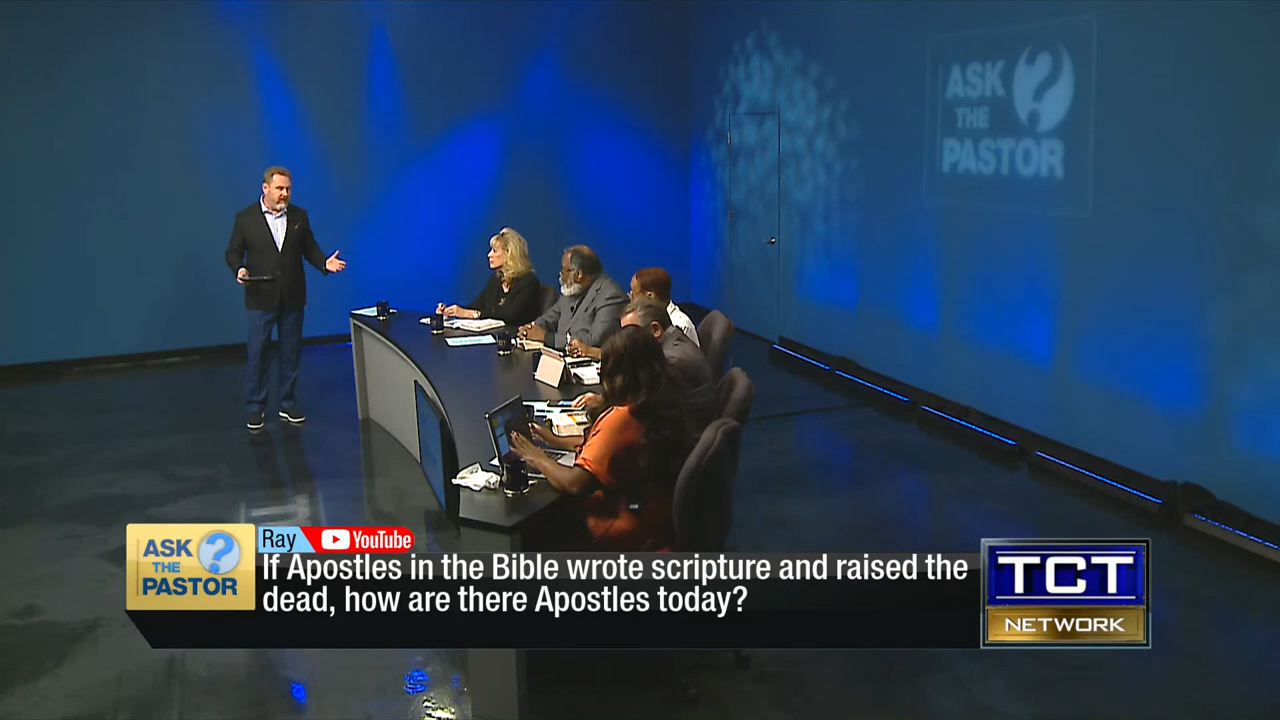 ASK
THE
PASTOR
Ray YouTube
ASK
THE
PASTOR
If Apostles in the Bible wrote scripture and raised the
dead, how are there Apostles today?
TCT
NETWORK